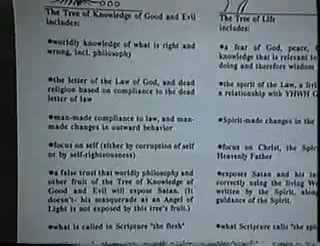 The Tree of Knowledge of Good and Evil
includes:
•worldly knowledge of what is right and
wrong, incl. philosophy
•the letter of the Law of God, and dead
religion based on compliance to the dead
letter of law
•man-made compliance to law, and man-
made changes in outward behavior
•focus on self (either by corruption of self
or by self-righteousness)
•a false trust that worldly philosophy and
other fruit of the Tree of Knowledge of
Good and Evil will expose Satan. (It
doesn't- his masquerade as an Angel of
Light is not exposed by this tree's fruit.)
•what is called in Scripture "the flesh"
The Tree of Life
includes:
•a fear of God, peace,
knowledge that is relevant to
doing and therefore wisdom
•the spirit of the Law, a
a relationship with YHWH
•Spirit-made changes in the
•focus on Christ, the
Heavenly Father
•exposes Satan and his
correctly using the living
written by the Spirit,
guidance of the Spirit.
•what Scripture calls "the